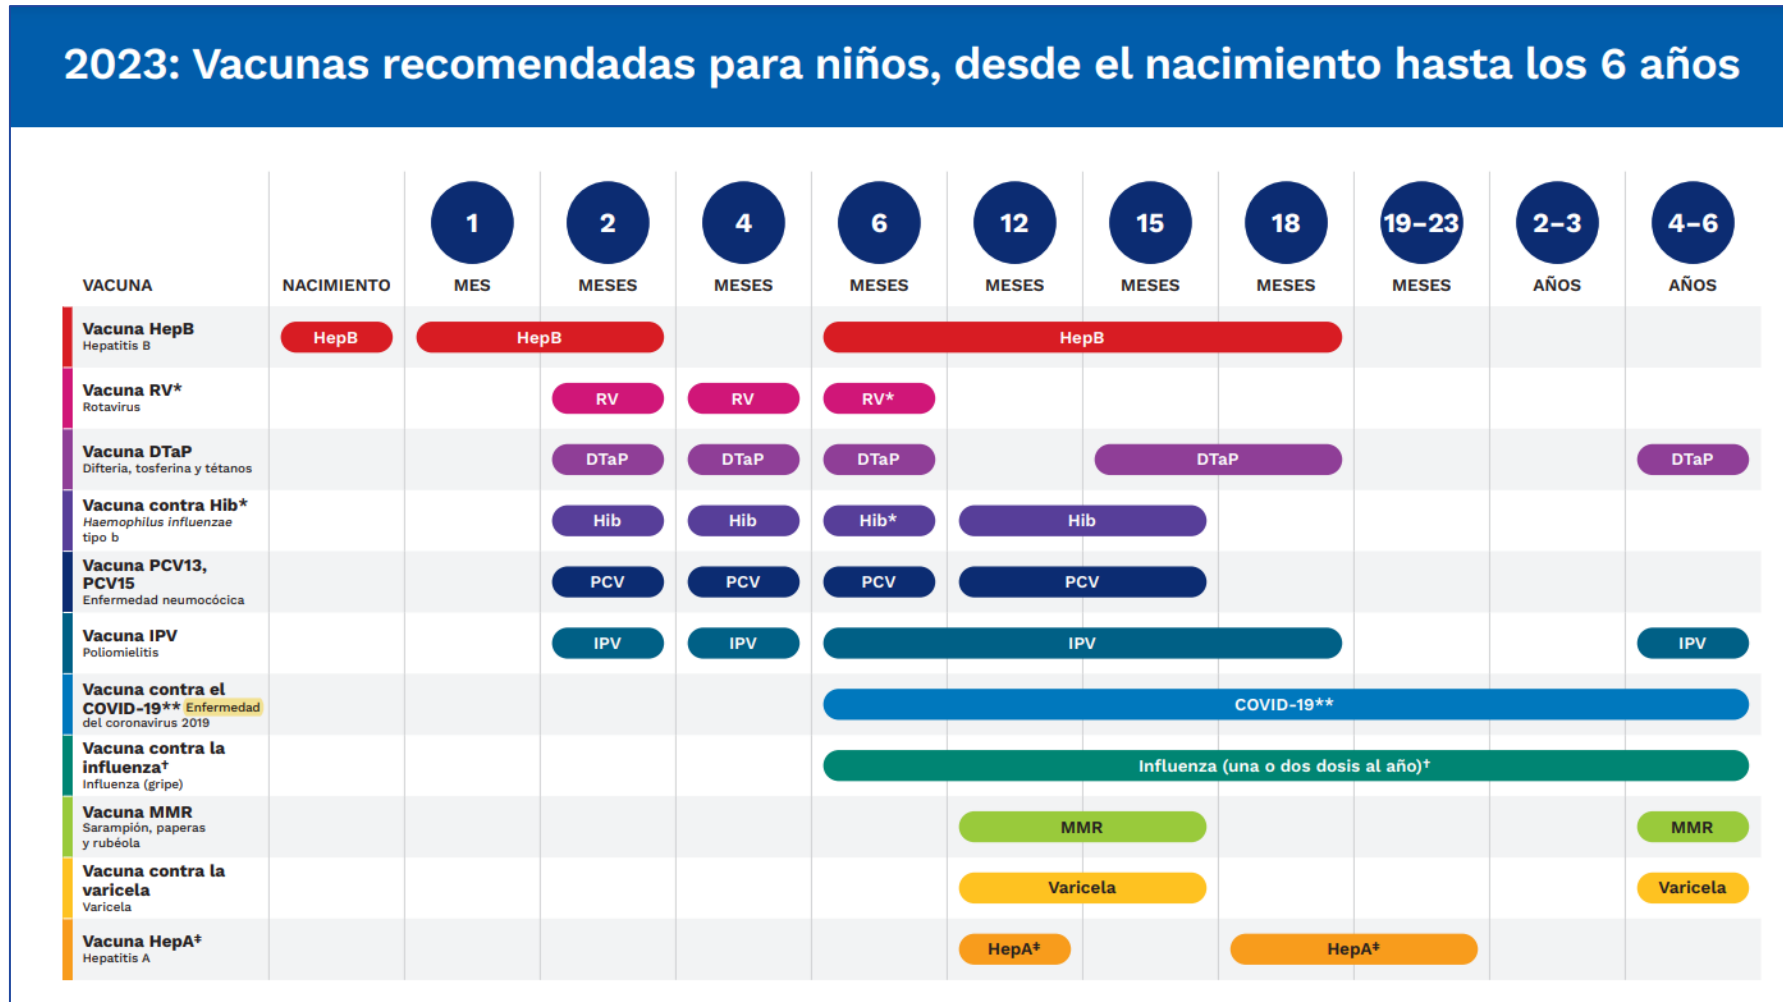 2023: Vacunas recomendadas para niños, desde el nacimiento hasta los 6 años
1 2 4 6 12 15 18 19–23 2–3 4–6
VACUNA NACIMIENTO MES MESES MESES MESES MESES MESES MESES MESES AÑOS AÑOS
Vacuna HepB
Hepatitis B
HepB HepB HepB
Vacuna RV*
Rotavirus
RV RV RV*
Vacuna DTaP
Difteria, tosferina y tétanos
DTaP DTaP DTaP DTaP DTaP
Vacuna contra Hib*
Haemophilus influenzae
tipo b
Hib Hib Hib* Hib
Vacuna PCV13,
PCV15
Enfermedad neumocócica
PCV PCV PCV PCV
Vacuna IPV
Poliomielitis
IPV IPV IPV IPV
Vacuna contra el
COVID-19** Enfermedad
del coronavirus 2019
COVID-19**
Vacuna contra la
influenza†
Influenza (gripe)
Influenza (una o dos dosis al año)†
Vacuna MMR
Sarampión, paperas
y rubéola
MMR MMR
Vacuna contra la
varicela
Varicela
Varicela Varicela
Vacuna HepA‡
Hepatitis A
HepA‡ HepA‡